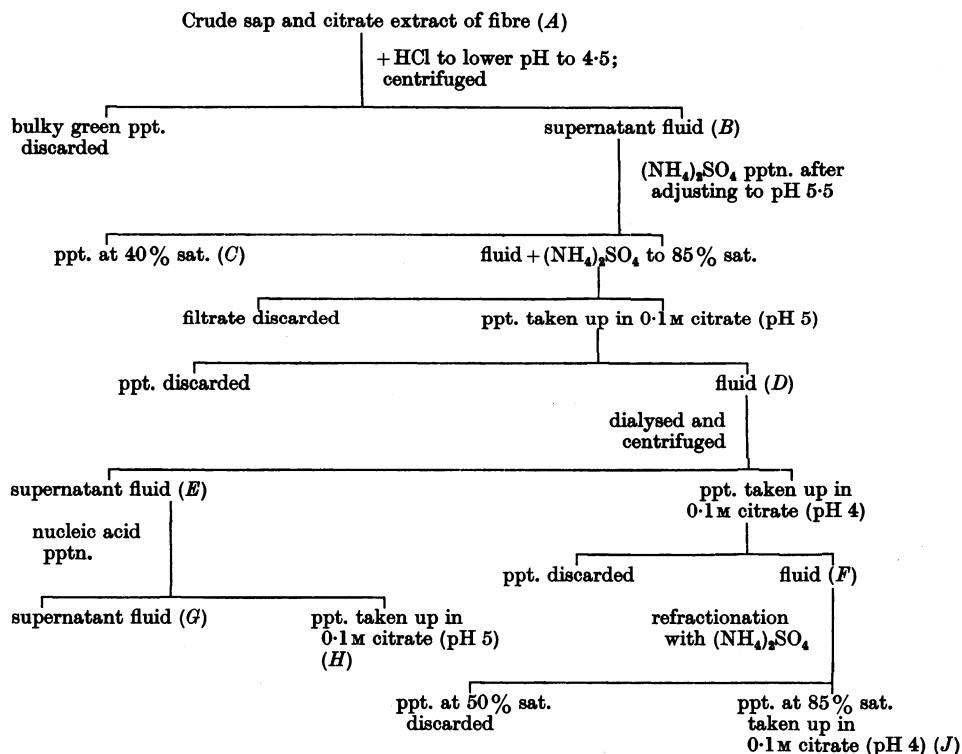 Crude sap and citrate extract of fibre (A)
+HCl to lower pH to 4·5;
centrifuged
bulky green ppt.
discarded
supernatant fluid (B)
(NH₄)₂SO₄ pptn. after
adjusting to pH 5·5
ppt. at 40% sat. (C)
fluid+(NH₄)₂SO₄ to 85% sat.
filtrate discarded
ppt. taken up in 0·1 M citrate (pH 5)
ppt. discarded
fluid (D)
dialysed and
centrifuged
supernatant fluid (E)
ppt. taken up in
0·1 M citrate (pH 4)
nucleic acid
pptn.
ppt. discarded
fluid (F)
supernatant fluid (G)
ppt. taken up in
0·1 M citrate (pH 5)
(H)
refractionation
with (NH₄)₂SO₄
ppt. at 50% sat.
discarded
ppt. at 85% sat.
taken up in
0·1 M citrate (pH 4) (J)